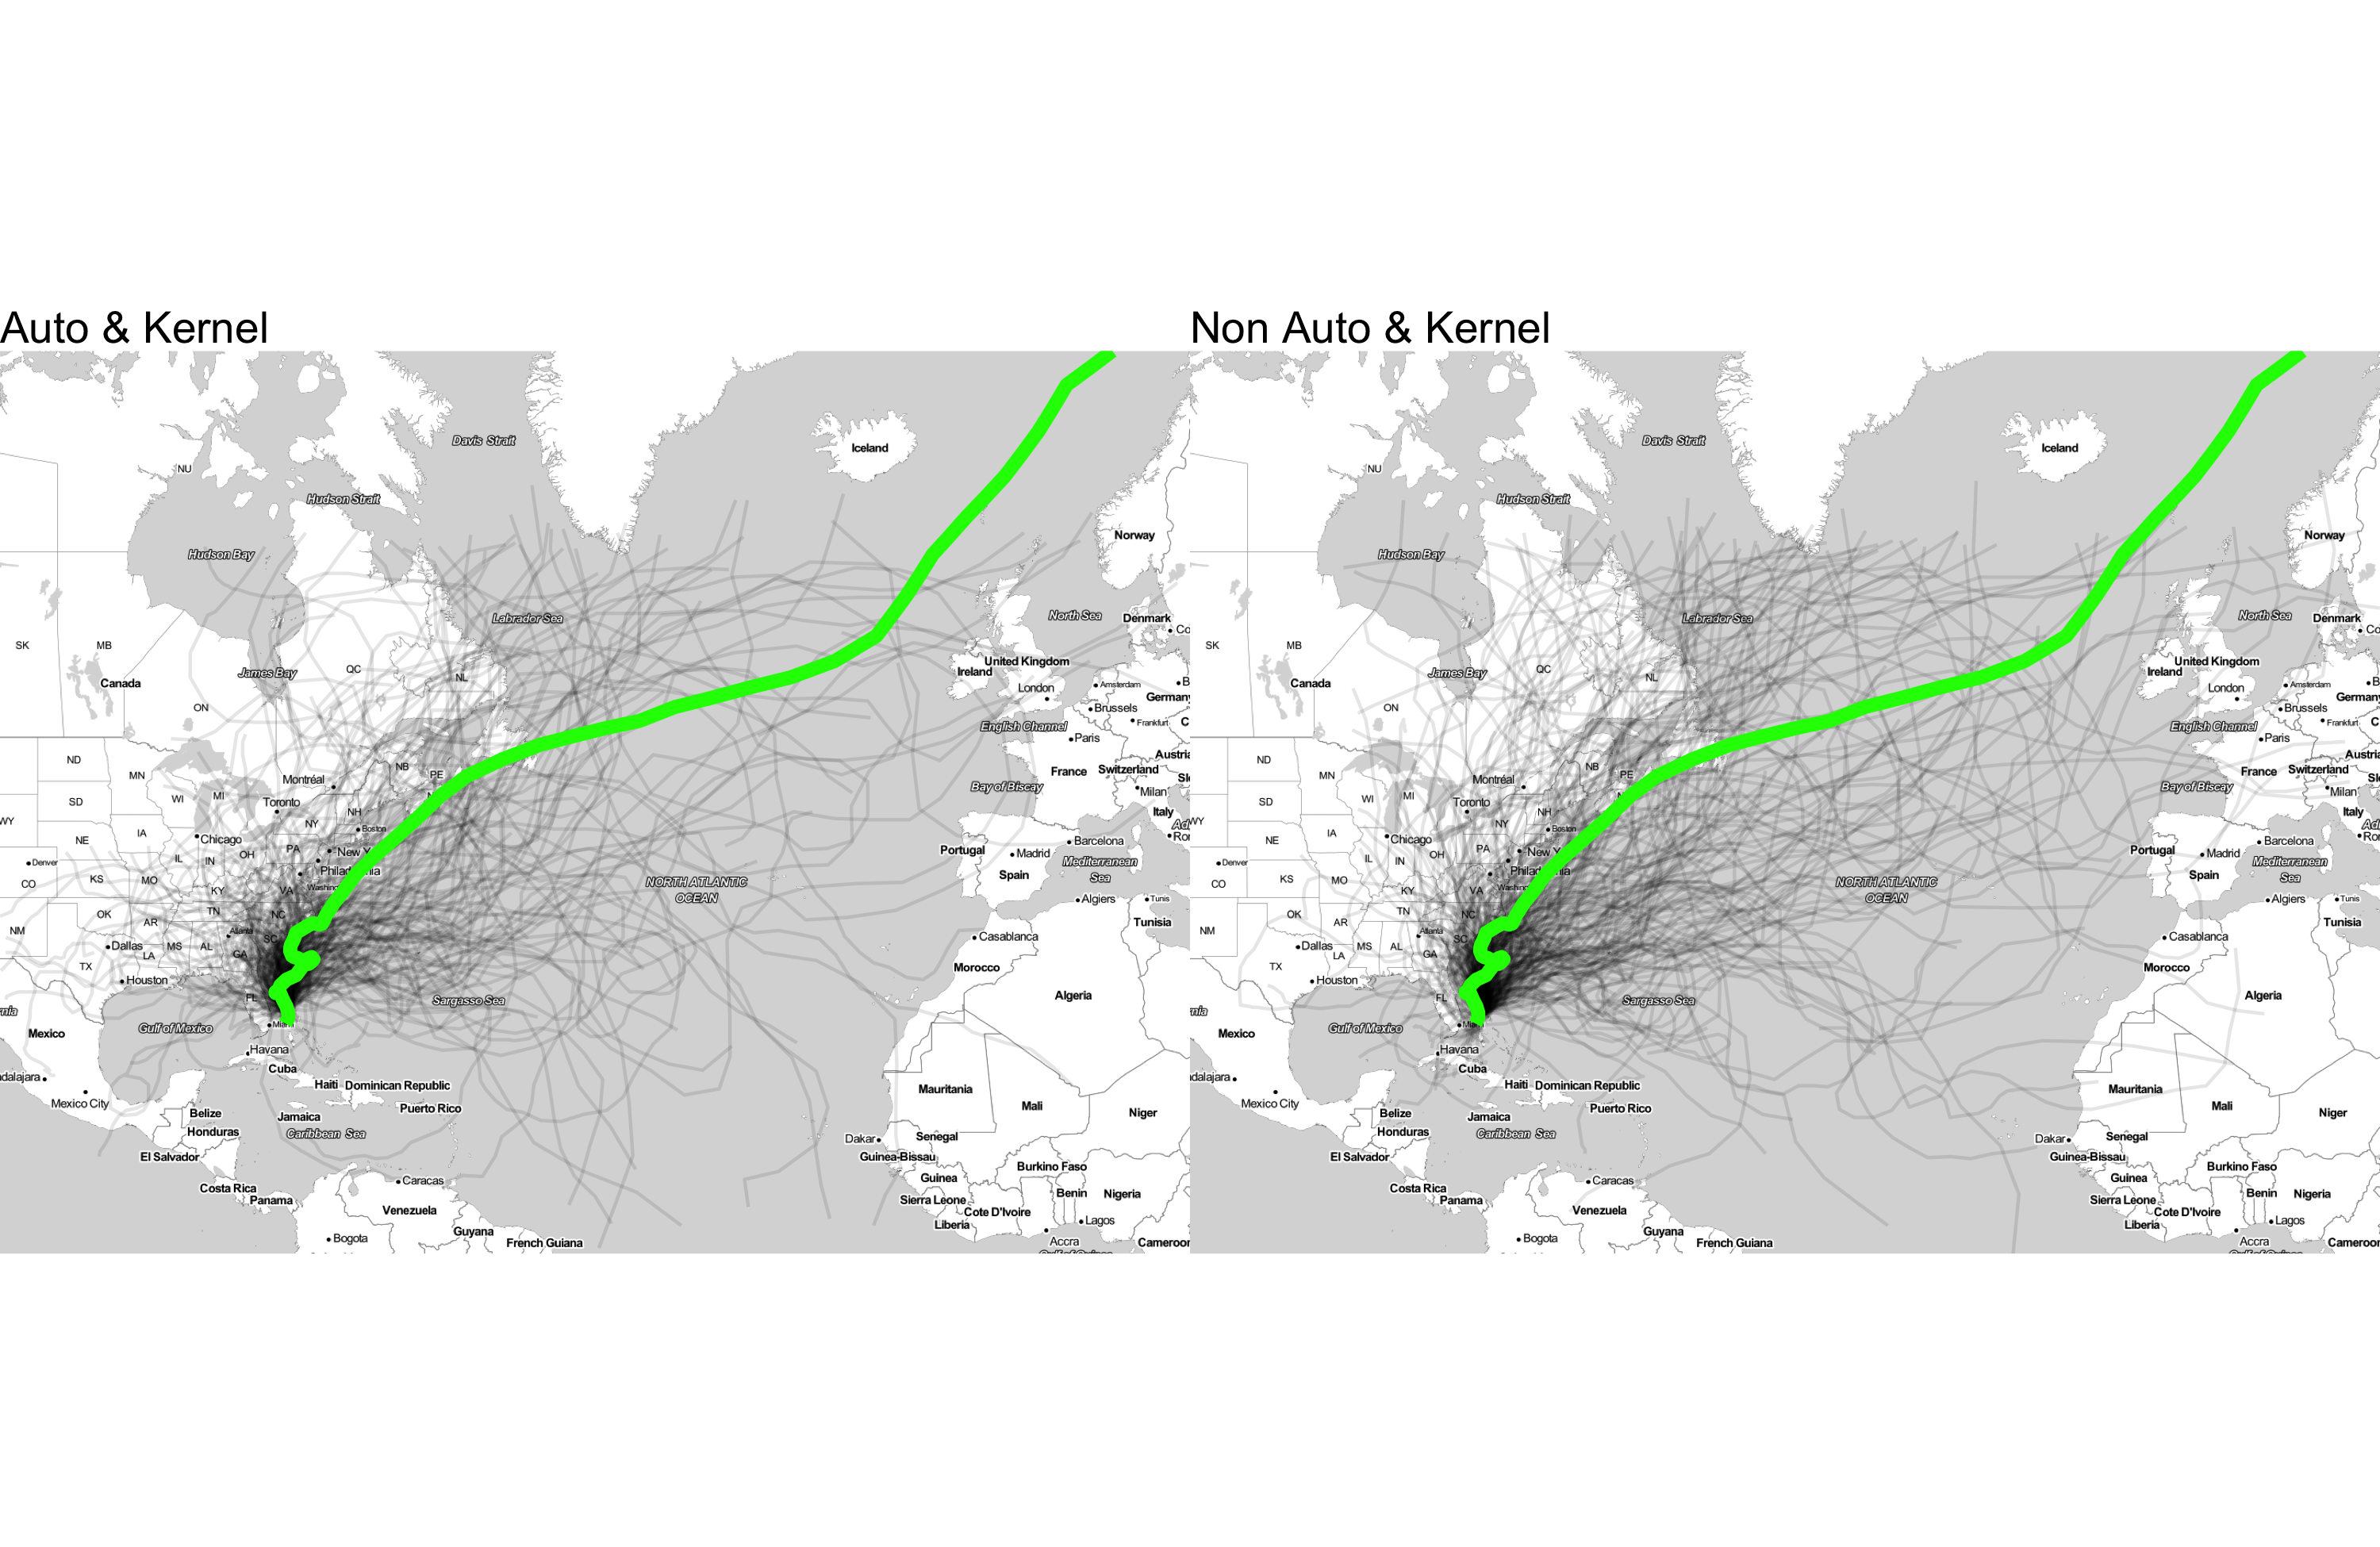 Auto & Kernel
Davis Strait
Iceland
NU
Hudson Strait
Norway
Hudson Bay
North Sea
Denmark
Labrador Sea
Co
SK
MB
James Bay
QC
NL
United Kingdom
Ireland
Canada
London
Amsterdam
B
Germany
ON
Brussels
English Channel
Frankfurt
C
Paris
ND
MN
Montréal
NB
PE
Austria
France
Switzerland
Sl
SD
WI
MI
Toronto
NH
Bay of Biscay
Milan
WY
NE
IA
Chicago
NY
Boston
Italy
Ad
Ro
Denver
IL
IN
OH
PA
New Y
Portugal
Madrid
Barcelona
CO
KS
MO
KY
VA
Washin
Spain
Mediterranean
Sea
NORTH ATLANTIC
OCEAN
Algiers
Tunis
OK
AR
TN
NC
Tunisia
NM
Dallas
MS
AL
Atlanta
SC
Casablanca
TX
LA
GA
Morocco
Houston
FL
Sargasso Sea
Algeria
nia
Mexico
Gulf of Mexico
Havana
Cuba
dalajara
Mexico City
Haiti
Dominican Republic
Puerto Rico
Belize
Jamaica
Honduras
Caribbean Sea
El Salvador
Mauritania
Mali
Niger
Dakar
Senegal
Guinea-Bissau
Burkino Faso
Guinea
Costa Rica
Panama
Caracas
Benin
Nigeria
Sierra Leone
Cote D'Ivoire
Venezuela
Liberia
Lagos
Guyana
Bogota
French Guiana
Accra
Cameroon
Non Auto & Kernel
Davis Strait
Iceland
NU
Hudson Strait
Norway
Hudson Bay
North Sea
Denmark
Labrador Sea
Co
SK
MB
James Bay
QC
NL
United Kingdom
Ireland
Canada
London
Amsterdam
B
Germany
ON
Brussels
English Channel
Frankfurt
C
Paris
ND
MN
Montréal
NB
PE
Austria
France
Switzerland
Sl
SD
WI
MI
Toronto
NH
Bay of Biscay
Milan
WY
NE
IA
Chicago
NY
Boston
Italy
Ad
Ro
Denver
IL
IN
OH
PA
New Y
Portugal
Madrid
Barcelona
CO
KS
MO
KY
VA
Washin
Spain
Mediterranean
Sea
NORTH ATLANTIC
OCEAN
Algiers
Tunis
OK
AR
TN
NC
Tunisia
NM
Dallas
MS
AL
Atlanta
SC
Casablanca
TX
LA
GA
Morocco
Houston
FL
Sargasso Sea
Algeria
nia
Mexico
Gulf of Mexico
Havana
Cuba
dalajara
Mexico City
Haiti
Dominican Republic
Puerto Rico
Belize
Jamaica
Honduras
Caribbean Sea
El Salvador
Mauritania
Mali
Niger
Dakar
Senegal
Guinea-Bissau
Burkino Faso
Guinea
Costa Rica
Panama
Caracas
Benin
Nigeria
Sierra Leone
Cote D'Ivoire
Venezuela
Liberia
Lagos
Guyana
Bogota
French Guiana
Accra
Cameroon